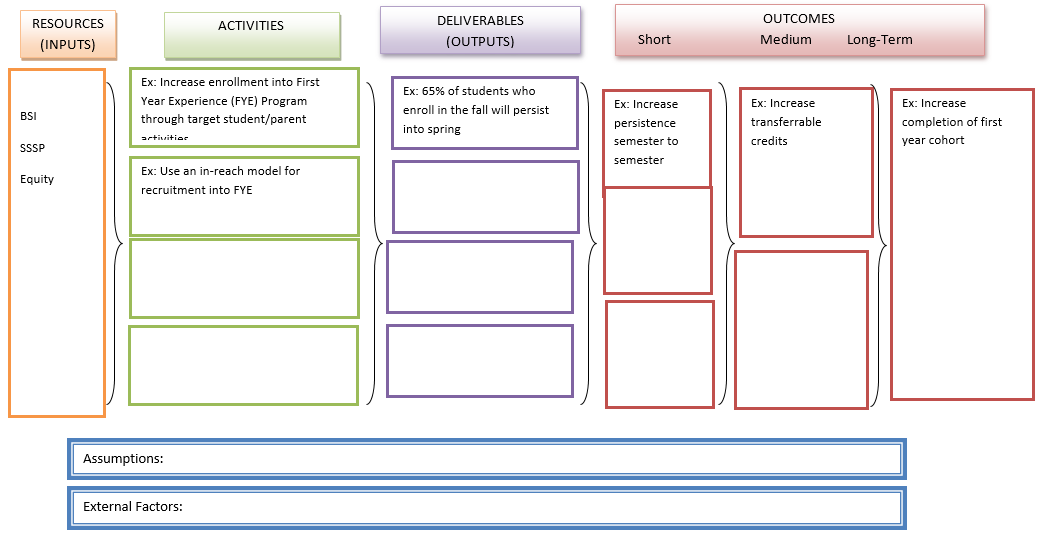 RESOURCES
(INPUTS)
ACTIVITIES
DELIVERABLES
(OUTPUTS)
OUTCOMES
Short Medium Long-Term
BSI
SSSP
Equity
Ex: Increase enrollment into First
Year Experience (FYE) Program
through target student/parent
activities
Ex: Use an in-reach model for
recruitment into FYE
Ex: 65% of students who
enroll in the fall will persist
into spring
Ex: Increase
persistence
semester to
semester
Ex: Increase
transferrable
credits
Ex: Increase
completion of first
year cohort
Assumptions:
External Factors: